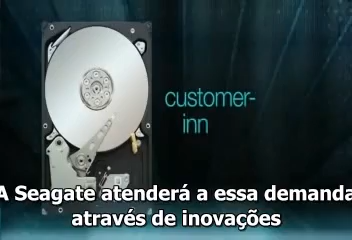 customer-
inn
A Seagate atenderá a essa demanda
através de inovações